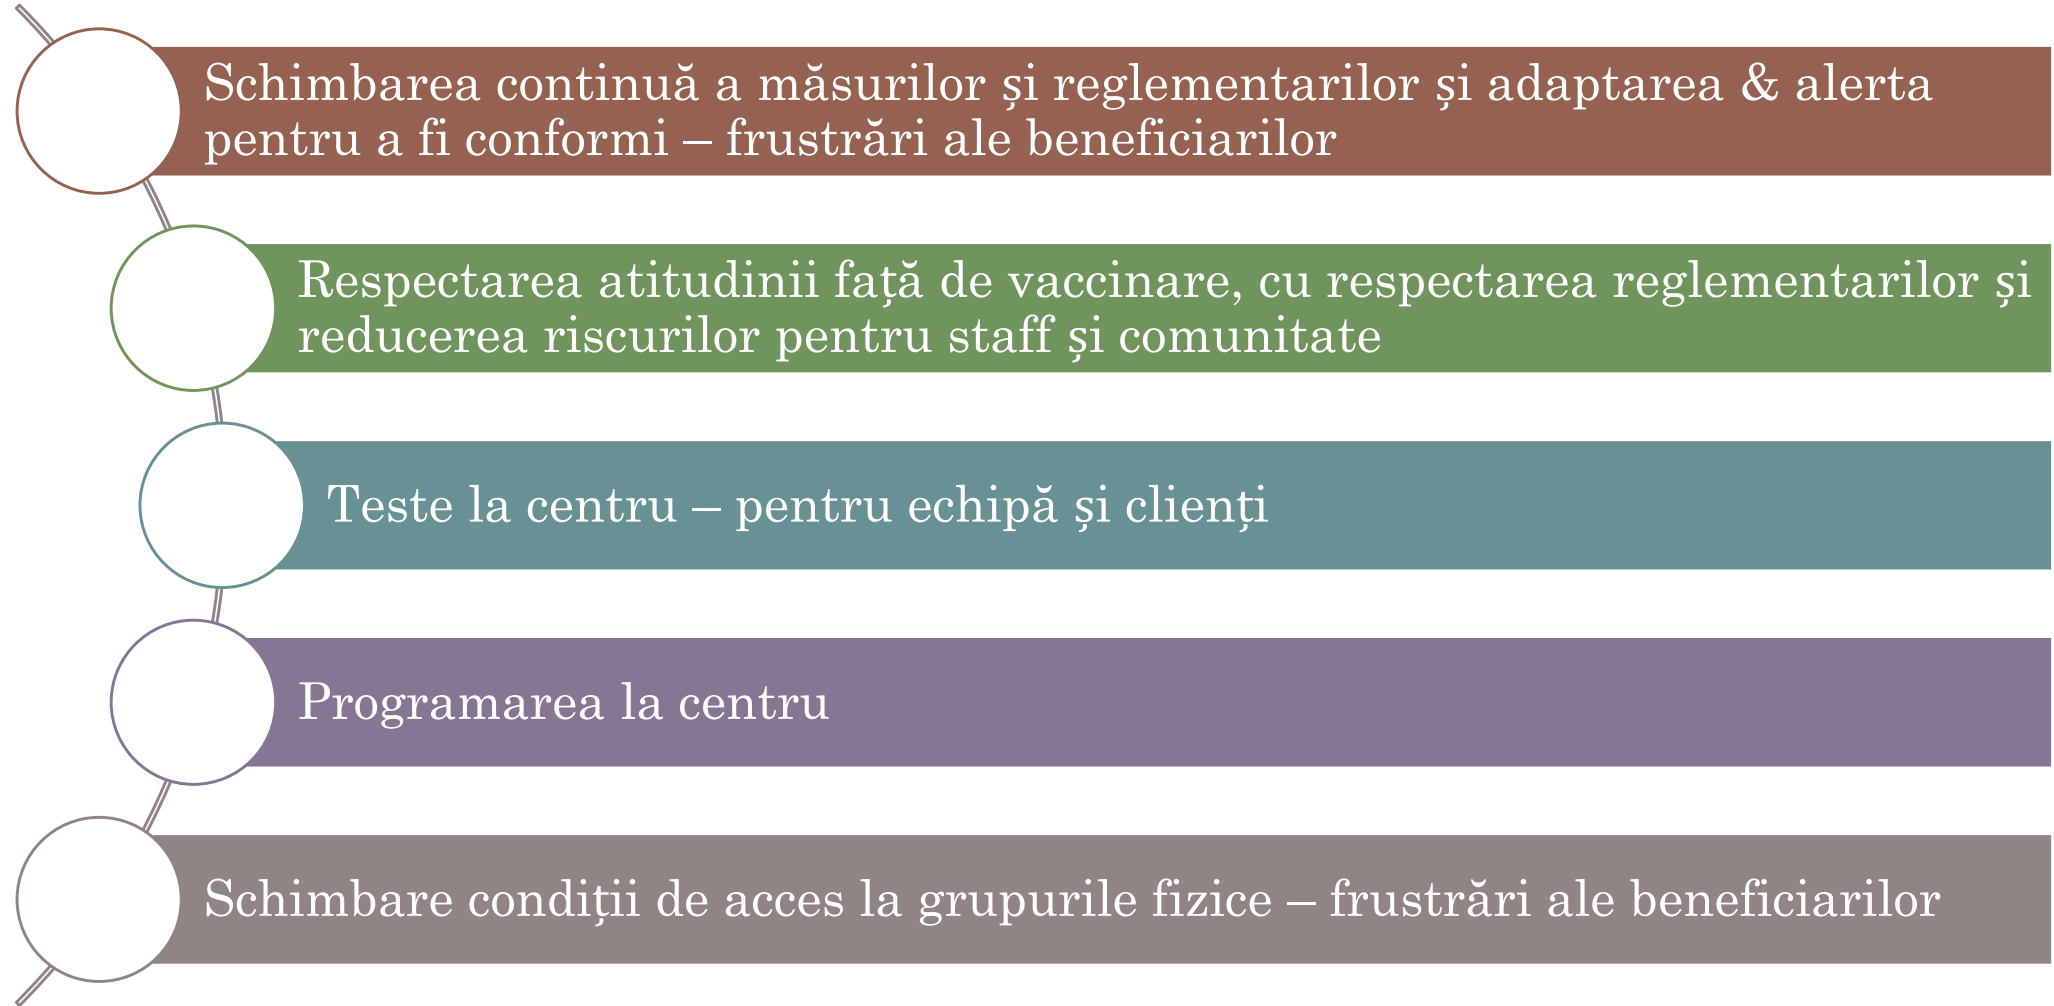 Schimbarea continuă a măsurilor și reglementarilor și adaptarea & alerta
pentru a fi conformi – frustrări ale beneficiarilor
Respectarea atitudinii față de vaccinare, cu respectarea reglementarilor și
reducerea riscurilor pentru staff și comunitate
Teste la centru – pentru echipă și clienți
Programarea la centru
Schimbare condiții de acces la grupurile fizice – frustrări ale beneficiarilor